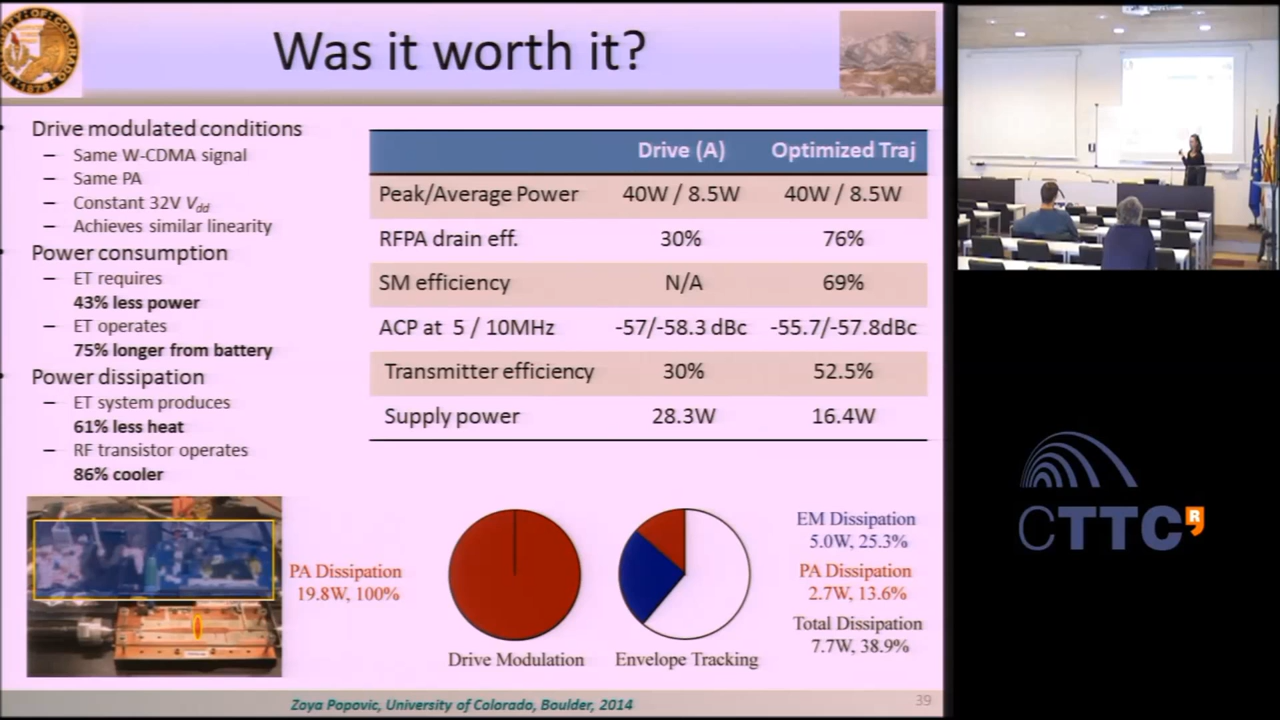 Was it worth it?
Drive modulated conditions
– Same W-CDMA signal
– Same PA
– Constant 32V Vdd
– Achieves similar linearity
Power consumption
– ET requires
43% less power
– ET operates
75% longer from battery
Power dissipation
– ET system produces
61% less heat
– RF transistor operates
86% cooler
Drive (A) Optimized Traj
Peak/Average Power 40W / 8.5W 40W / 8.5W
RFPA drain eff. 30% 76%
SM efficiency N/A 69%
ACP at 5 / 10MHz -57/-58.3 dBc -55.7/-57.8dBc
Transmitter efficiency 30% 52.5%
Supply power 28.3W 16.4W
PA Dissipation
19.8W, 100%
Drive Modulation
Envelope Tracking
EM Dissipation
5.0W, 25.3%
PA Dissipation
2.7W, 13.6%
Total Dissipation
7.7W, 38.9%
Zoya Popovic, University of Colorado, Boulder, 2014
39
CTTC
R